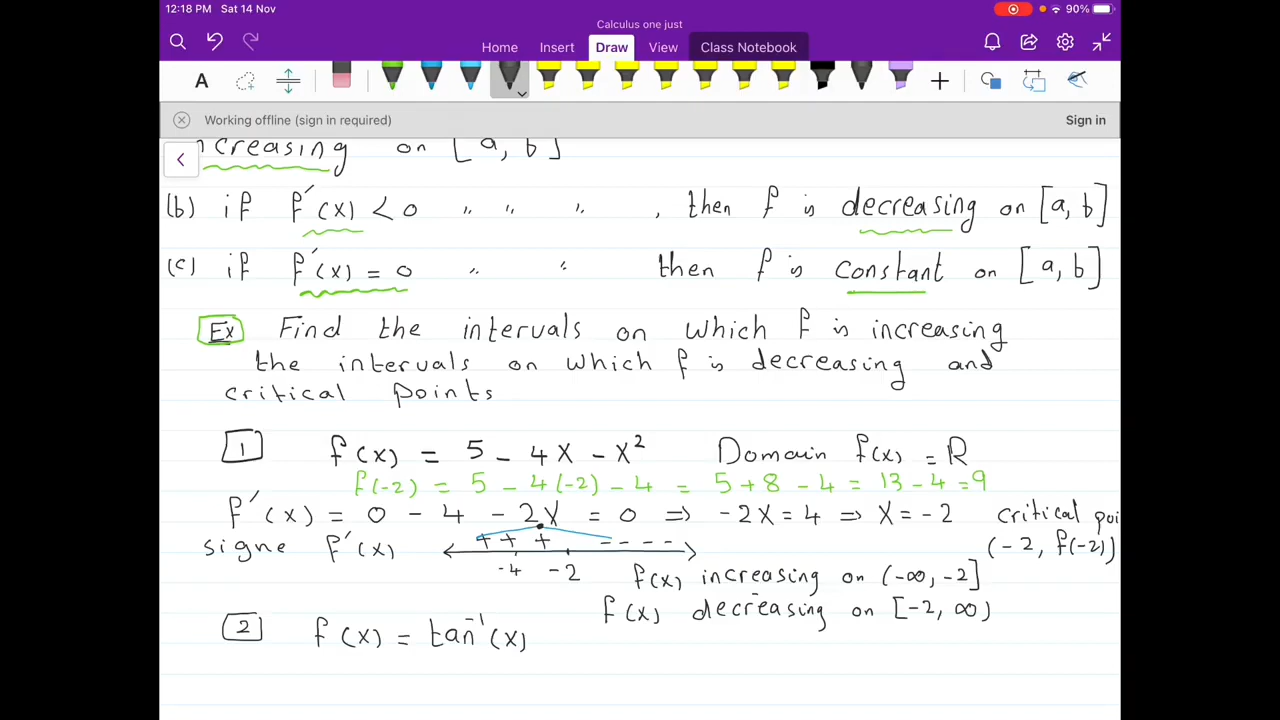 12:18 PM Sat 14 Nov 90%
Calculus one just
Home Insert Draw View Class Notebook
A
Working offline (sign in required) Sign in
increasing on [a, b]
(b) if f'(x) < 0 " " " , then f is decreasing on [a, b]
(c) if f'(x) = 0 " " then f is constant on [a, b]
Ex Find the intervals on which f is increasing
the intervals on which f is decreasing and
critical points
1 f(x) = 5 - 4x - x² Domain f(x) = R
f(-2) = 5 - 4(-2) - 4 = 5 + 8 - 4 = 13 - 4 = 9
f'(x) = 0 - 4 - 2x = 0 ⇒ -2x = 4 ⇒ x = -2 critical poi
signe f'(x) + + + - - - - (-2, f(-2))
-4 -2 f(x) increasing on (-∞, -2]
f(x) decreasing on [-2, ∞)
2 f(x) = tan⁻¹(x)